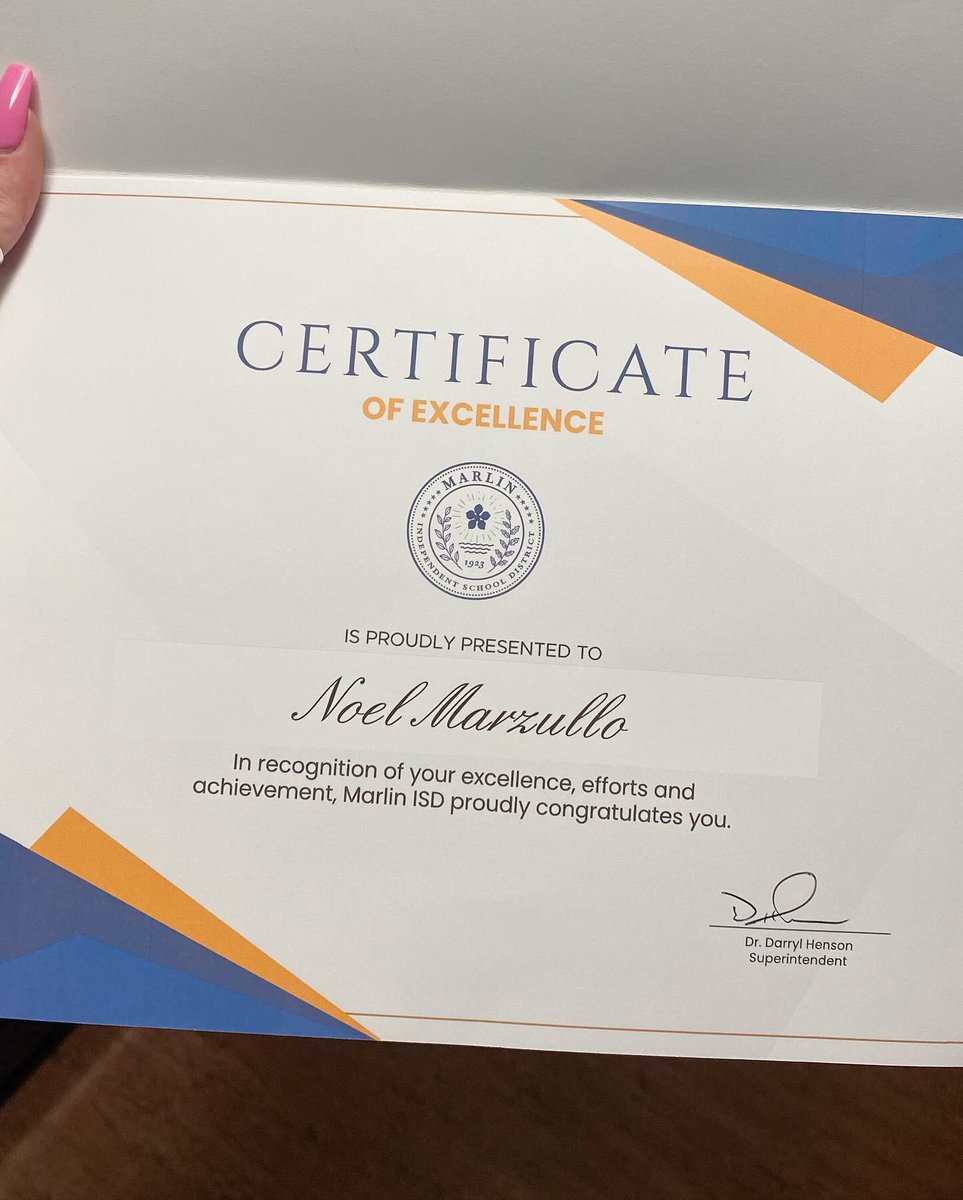 CERTIFICATE
OF EXCELLENCE
MARLIN
INDEPENDENT SCHOOL DISTRICT
1923
IS PROUDLY PRESENTED TO
Noel Marzullo
In recognition of your excellence, efforts and
achievement, Marlin ISD proudly congratulates you.
Dr. Darryl Henson
Superintendent